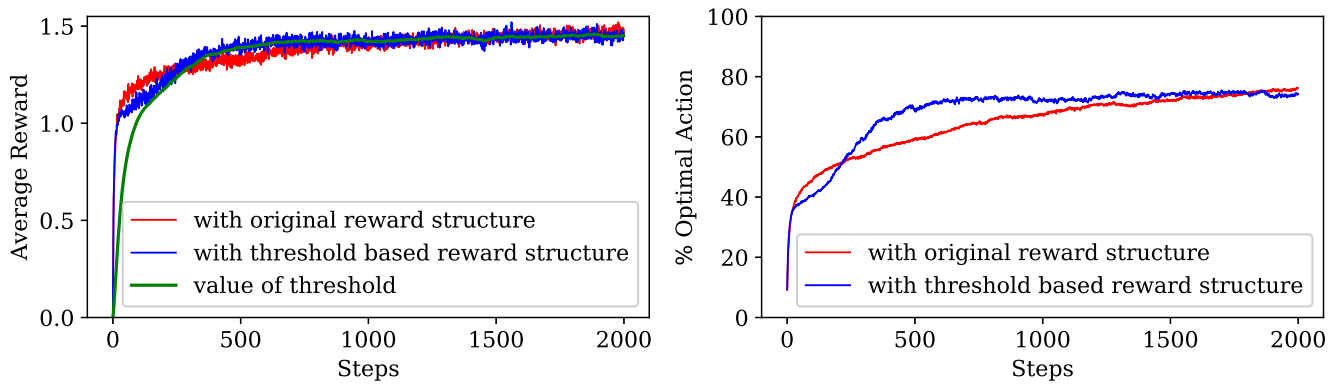 Average Reward
1.5
1.0
0.5
0.0
with original reward structure
with threshold based reward structure
value of threshold
0 500 1000 1500 2000
Steps
% Optimal Action
100
80
60
40
20
0
with original reward structure
with threshold based reward structure
0 500 1000 1500 2000
Steps